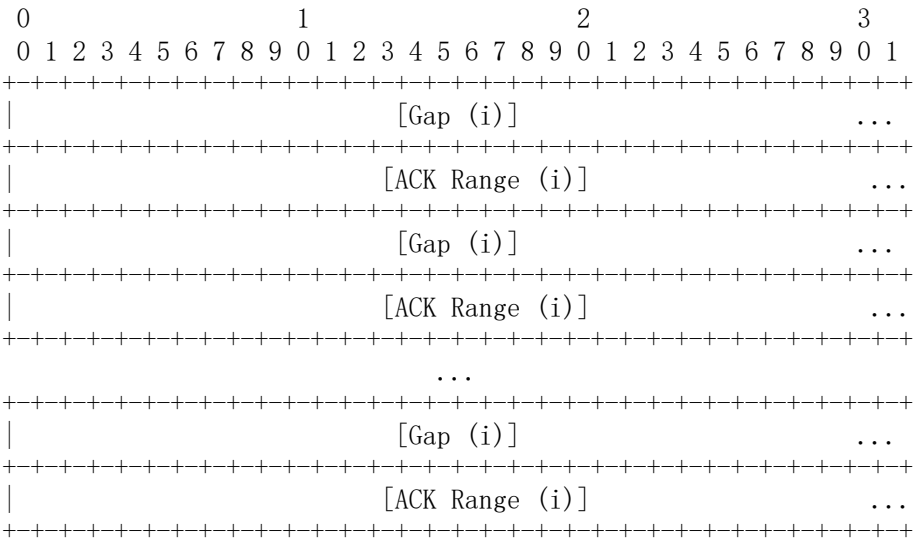 0                   1                   2                   3
0 1 2 3 4 5 6 7 8 9 0 1 2 3 4 5 6 7 8 9 0 1 2 3 4 5 6 7 8 9 0 1
+-+-+-+-+-+-+-+-+-+-+-+-+-+-+-+-+-+-+-+-+-+-+-+-+-+-+-+-+-+-+-+-+
|                           [Gap (i)]                        ...
+-+-+-+-+-+-+-+-+-+-+-+-+-+-+-+-+-+-+-+-+-+-+-+-+-+-+-+-+-+-+-+-+
|                          [ACK Range (i)]                    ...
+-+-+-+-+-+-+-+-+-+-+-+-+-+-+-+-+-+-+-+-+-+-+-+-+-+-+-+-+-+-+-+-+
|                           [Gap (i)]                        ...
+-+-+-+-+-+-+-+-+-+-+-+-+-+-+-+-+-+-+-+-+-+-+-+-+-+-+-+-+-+-+-+-+
|                          [ACK Range (i)]                    ...
+-+-+-+-+-+-+-+-+-+-+-+-+-+-+-+-+-+-+-+-+-+-+-+-+-+-+-+-+-+-+-+-+
                              ...
+-+-+-+-+-+-+-+-+-+-+-+-+-+-+-+-+-+-+-+-+-+-+-+-+-+-+-+-+-+-+-+-+
|                           [Gap (i)]                        ...
+-+-+-+-+-+-+-+-+-+-+-+-+-+-+-+-+-+-+-+-+-+-+-+-+-+-+-+-+-+-+-+-+
|                          [ACK Range (i)]                    ...
+-+-+-+-+-+-+-+-+-+-+-+-+-+-+-+-+-+-+-+-+-+-+-+-+-+-+-+-+-+-+-+-+